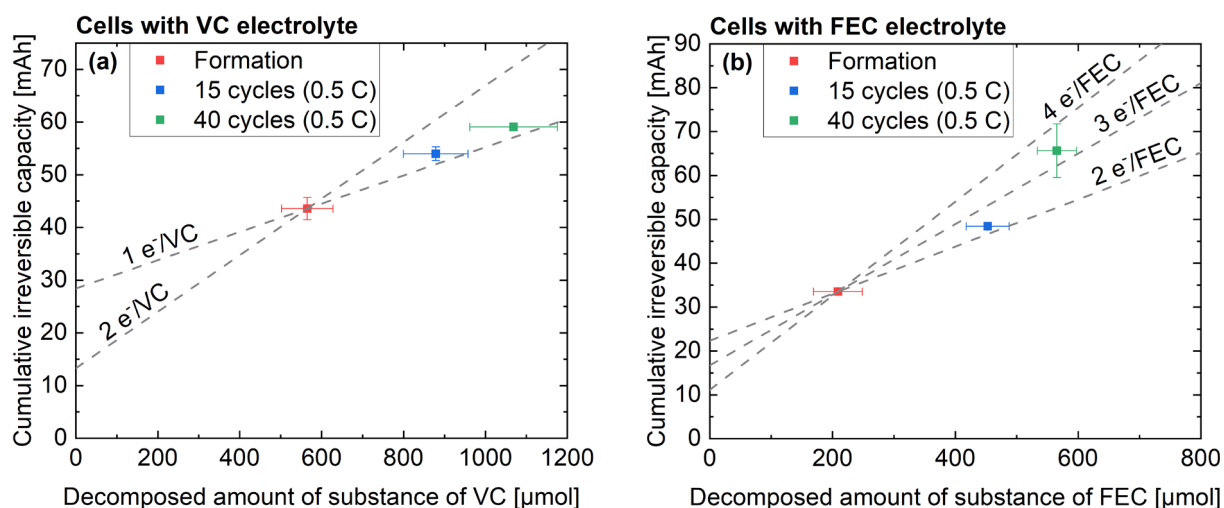 Cells with VC electrolyte
(a)
Formation
15 cycles (0.5 C)
40 cycles (0.5 C)
1 e⁻/VC
2 e⁻/VC
Cumulative irreversible capacity [mAh]
70
60
50
40
30
20
10
0
0 200 400 600 800 1000 1200
Decomposed amount of substance of VC [µmol]
Cells with FEC electrolyte
(b)
Formation
15 cycles (0.5 C)
40 cycles (0.5 C)
4 e⁻/FEC
3 e⁻/FEC
2 e⁻/FEC
Cumulative irreversible capacity [mAh]
90
80
70
60
50
40
30
20
10
0
0 200 400 600 800
Decomposed amount of substance of FEC [µmol]